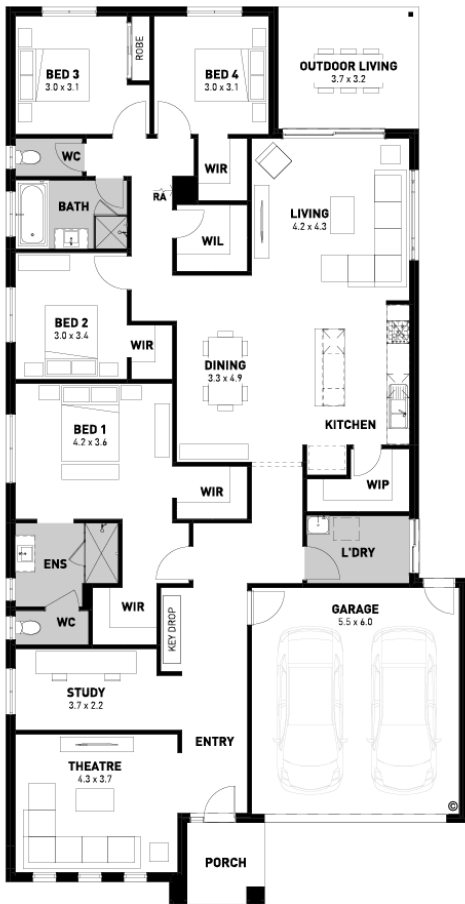 BED 3
3.0 x 3.1
ROBE
BED 4
3.0 x 3.1
OUTDOOR LIVING
3.7 x 3.2
WC
WIR
BATH
RA
WIL
LIVING
4.2 x 4.3
BED 2
3.0 x 3.4
WIR
DINING
3.3 x 4.9
KITCHEN
BED 1
4.2 x 3.6
WIR
WIP
ENS
L'DRY
WC
WIR
KEY DROP
GARAGE
5.5 x 6.0
STUDY
3.7 x 2.2
ENTRY
THEATRE
4.3 x 3.7
©
PORCH